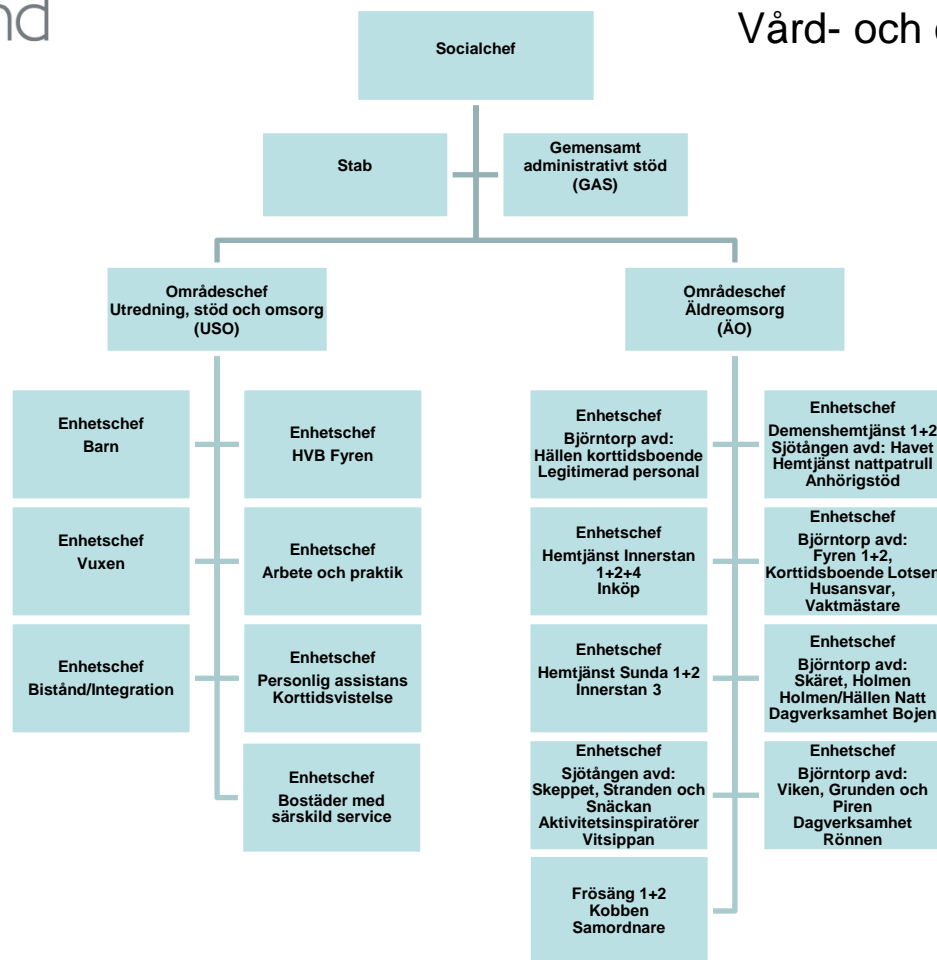 nd
Vård- och
Socialchef
Stab
Gemensamt
administrativt stöd
(GAS)
Områdeschef
Utredning, stöd och omsorg
(USO)
Områdeschef
Äldreomsorg
(ÄO)
Enhetschef
Barn
Enhetschef
HVB Fyren
Enhetschef
Vuxen
Enhetschef
Arbete och praktik
Enhetschef
Bistånd/Integration
Enhetschef
Personlig assistans
Korttidsvistelse
Enhetschef
Bostäder med
särskild service
Enhetschef
Björntorp avd:
Hällen korttidsboende
Legitimerad personal
Enhetschef
Demenshemtjänst 1+2
Sjötången avd: Havet
Hemtjänst nattpatrull
Anhörigstöd
Enhetschef
Hemtjänst Innerstan
1+2+4
Inköp
Enhetschef
Björntorp avd:
Fyren 1+2,
Korttidsboende Lotsen
Husansvar,
Vaktmästare
Enhetschef
Hemtjänst Sunda 1+2
Innerstan 3
Enhetschef
Björntorp avd:
Skäret, Holmen
Holmen/Hällen Natt
Dagverksamhet Bojen
Enhetschef
Sjötången avd:
Skeppet, Stranden och
Snäckan
Aktivitetsinspiratörer
Vitsippan
Enhetschef
Björntorp avd:
Viken, Grunden och
Piren
Dagverksamhet
Rönnen
Frösäng 1+2
Kobben
Samordnare